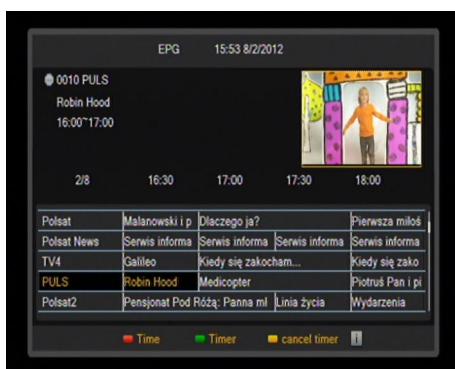 EPG 15:53 8/2/2012
0010 PULS
Robin Hood
16:00~17:00
2/8 16:30 17:00 17:30 18:00
Polsat Malanowski i p Dlaczego ja? Pierwsza miłoś
Polsat News Serwis informa Serwis informa Serwis informa Serwis informa
TV4 Galileo Kiedy się zakocham... Kiedy się zako
PULS Robin Hood Medicopter Piotruś Pan i pi
Polsat2 Pensjonat Pod Różą: Panna mł Linia życia Wydarzenia
Time Timer cancel timer i